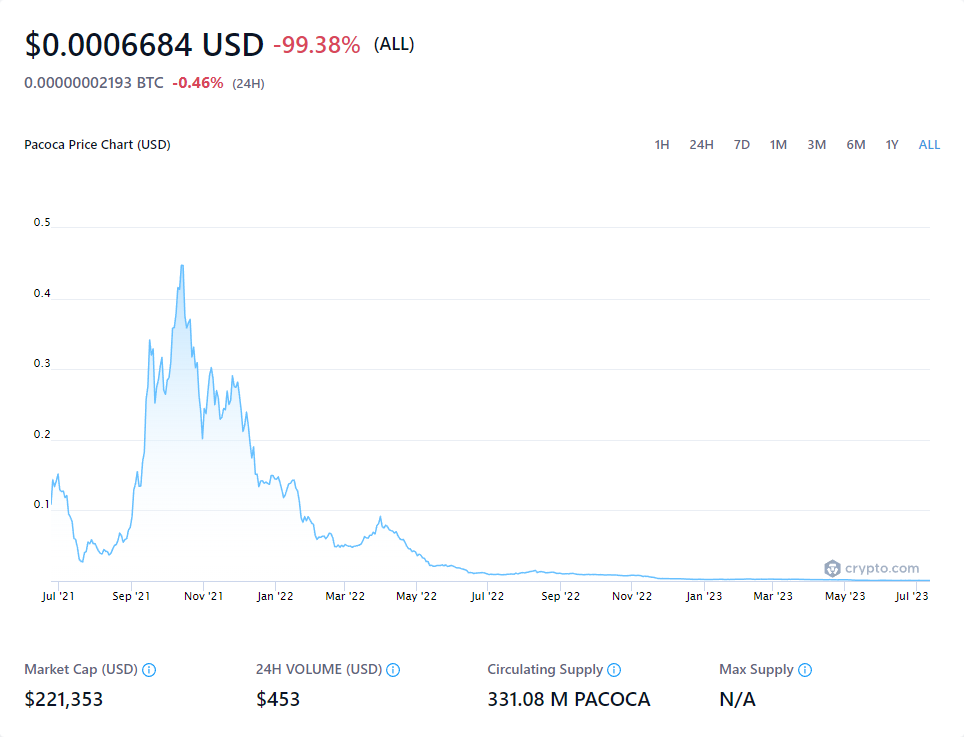 $0.0006684 USD -99.38% (ALL)
0.00000002193 BTC -0.46% (24H)
Pacoca Price Chart (USD) 1H 24H 7D 1M 3M 6M 1Y ALL
0.5
0.4
0.3
0.2
0.1
crypto.com
Jul '21 Sep '21 Nov '21 Jan '22 Mar '22 May '22 Jul '22 Sep '22 Nov '22 Jan '23 Mar '23 May '23 Jul '23
Market Cap (USD) 24H VOLUME (USD) Circulating Supply Max Supply
$221,353 $453 331.08 M PACOCA N/A